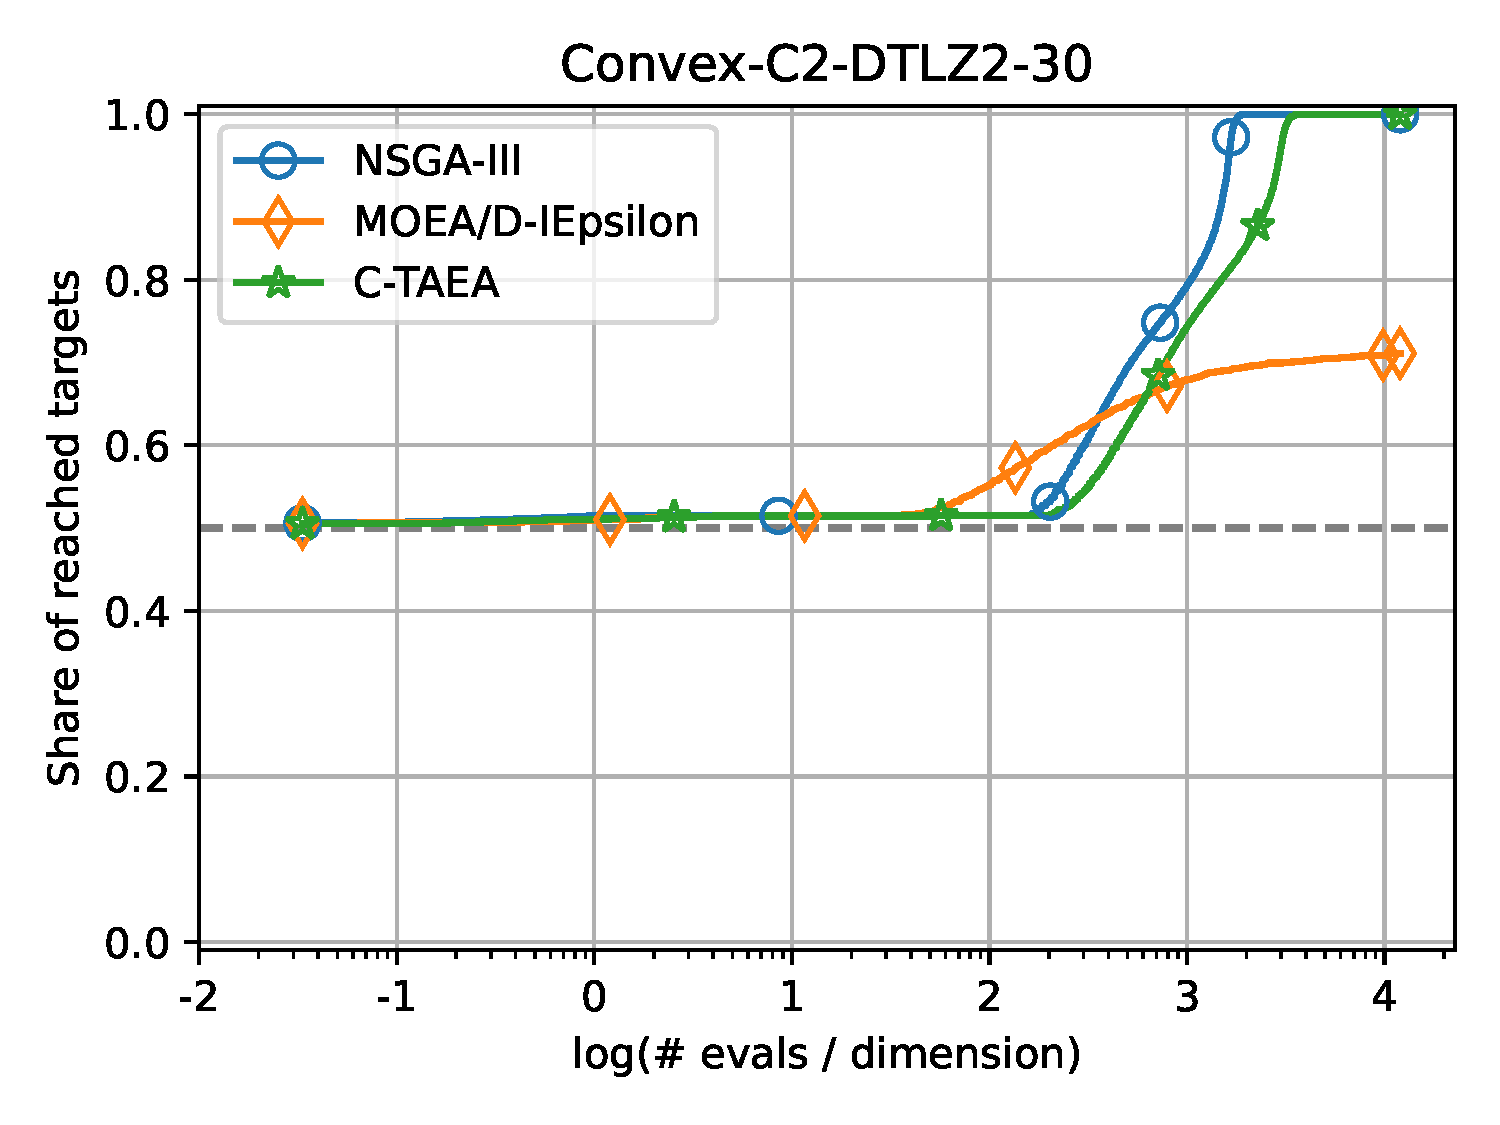 Convex-C2-DTLZ2-30
NSGA-III
MOEA/D-IEpsilon
C-TAEA
Share of reached targets
1.0
0.8
0.6
0.4
0.2
0.0
-2 -1 0 1 2 3 4
log(# evals / dimension)